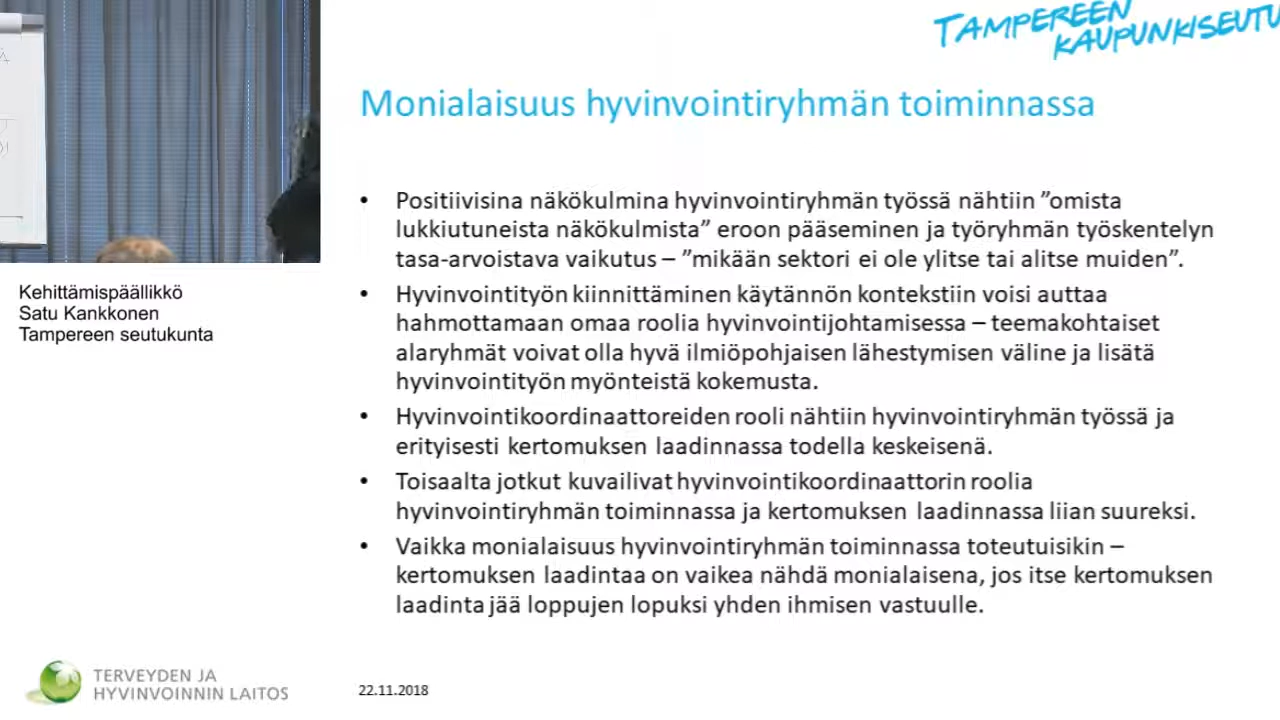 TAMPEREEN
KAUPUNKISEUTU
Monialaisuus hyvinvointiryhmän toiminnassa
• Positiivisina näkökulmina hyvinvointiryhmän työssä nähtiin ”omista
lukkiutuneista näkökulmista” eroon pääseminen ja työryhmän työskentelyn
tasa-arvoistava vaikutus – ”mikään sektori ei ole ylitse tai alitse muiden”.
• Hyvinvointityön kiinnittäminen käytännön kontekstiin voisi auttaa
hahmottamaan omaa roolia hyvinvointijohtamisessa – teemakohtaiset
alaryhmät voivat olla hyvä ilmiöpohjaisen lähestymisen väline ja lisätä
hyvinvointityön myönteistä kokemusta.
• Hyvinvointikoordinaattoreiden rooli nähtiin hyvinvointiryhmän työssä ja
erityisesti kertomuksen laadinnassa todella keskeisenä.
• Toisaalta jotkut kuvailivat hyvinvointikoordinaattorin roolia
hyvinvointiryhmän toiminnassa ja kertomuksen laadinnassa liian suureksi.
• Vaikka monialaisuus hyvinvointiryhmän toiminnassa toteutuisikin –
kertomuksen laadintaa on vaikea nähdä monialaisena, jos itse kertomuksen
laadinta jää loppujen lopuksi yhden ihmisen vastuulle.
Kehittämispäällikkö
Satu Kankkonen
Tampereen seutukunta
TERVEYDEN JA
HYVINVOINNIN LAITOS
22.11.2018